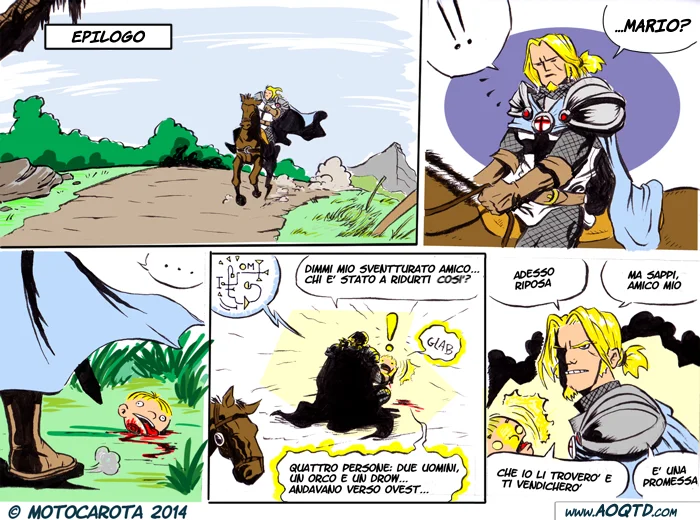 EPILOGO
!!
...MARIO?
...
DIMMI MIO SVENTTURATO AMICO...
CHI E' STATO A RIDURTI COSI'?
!
GLAB
QUATTRO PERSONE: DUE UOMINI,
UN ORCO E UN DROW...
ANDAVANO VERSO OVEST...
ADESSO
RIPOSA
MA SAPPI,
AMICO MIO
CHE IO LI TROVERO' E
TI VENDICHERO'
E' UNA
PROMESSA
© MOTOCAROTA 2014
WWW.AOQTD.COM